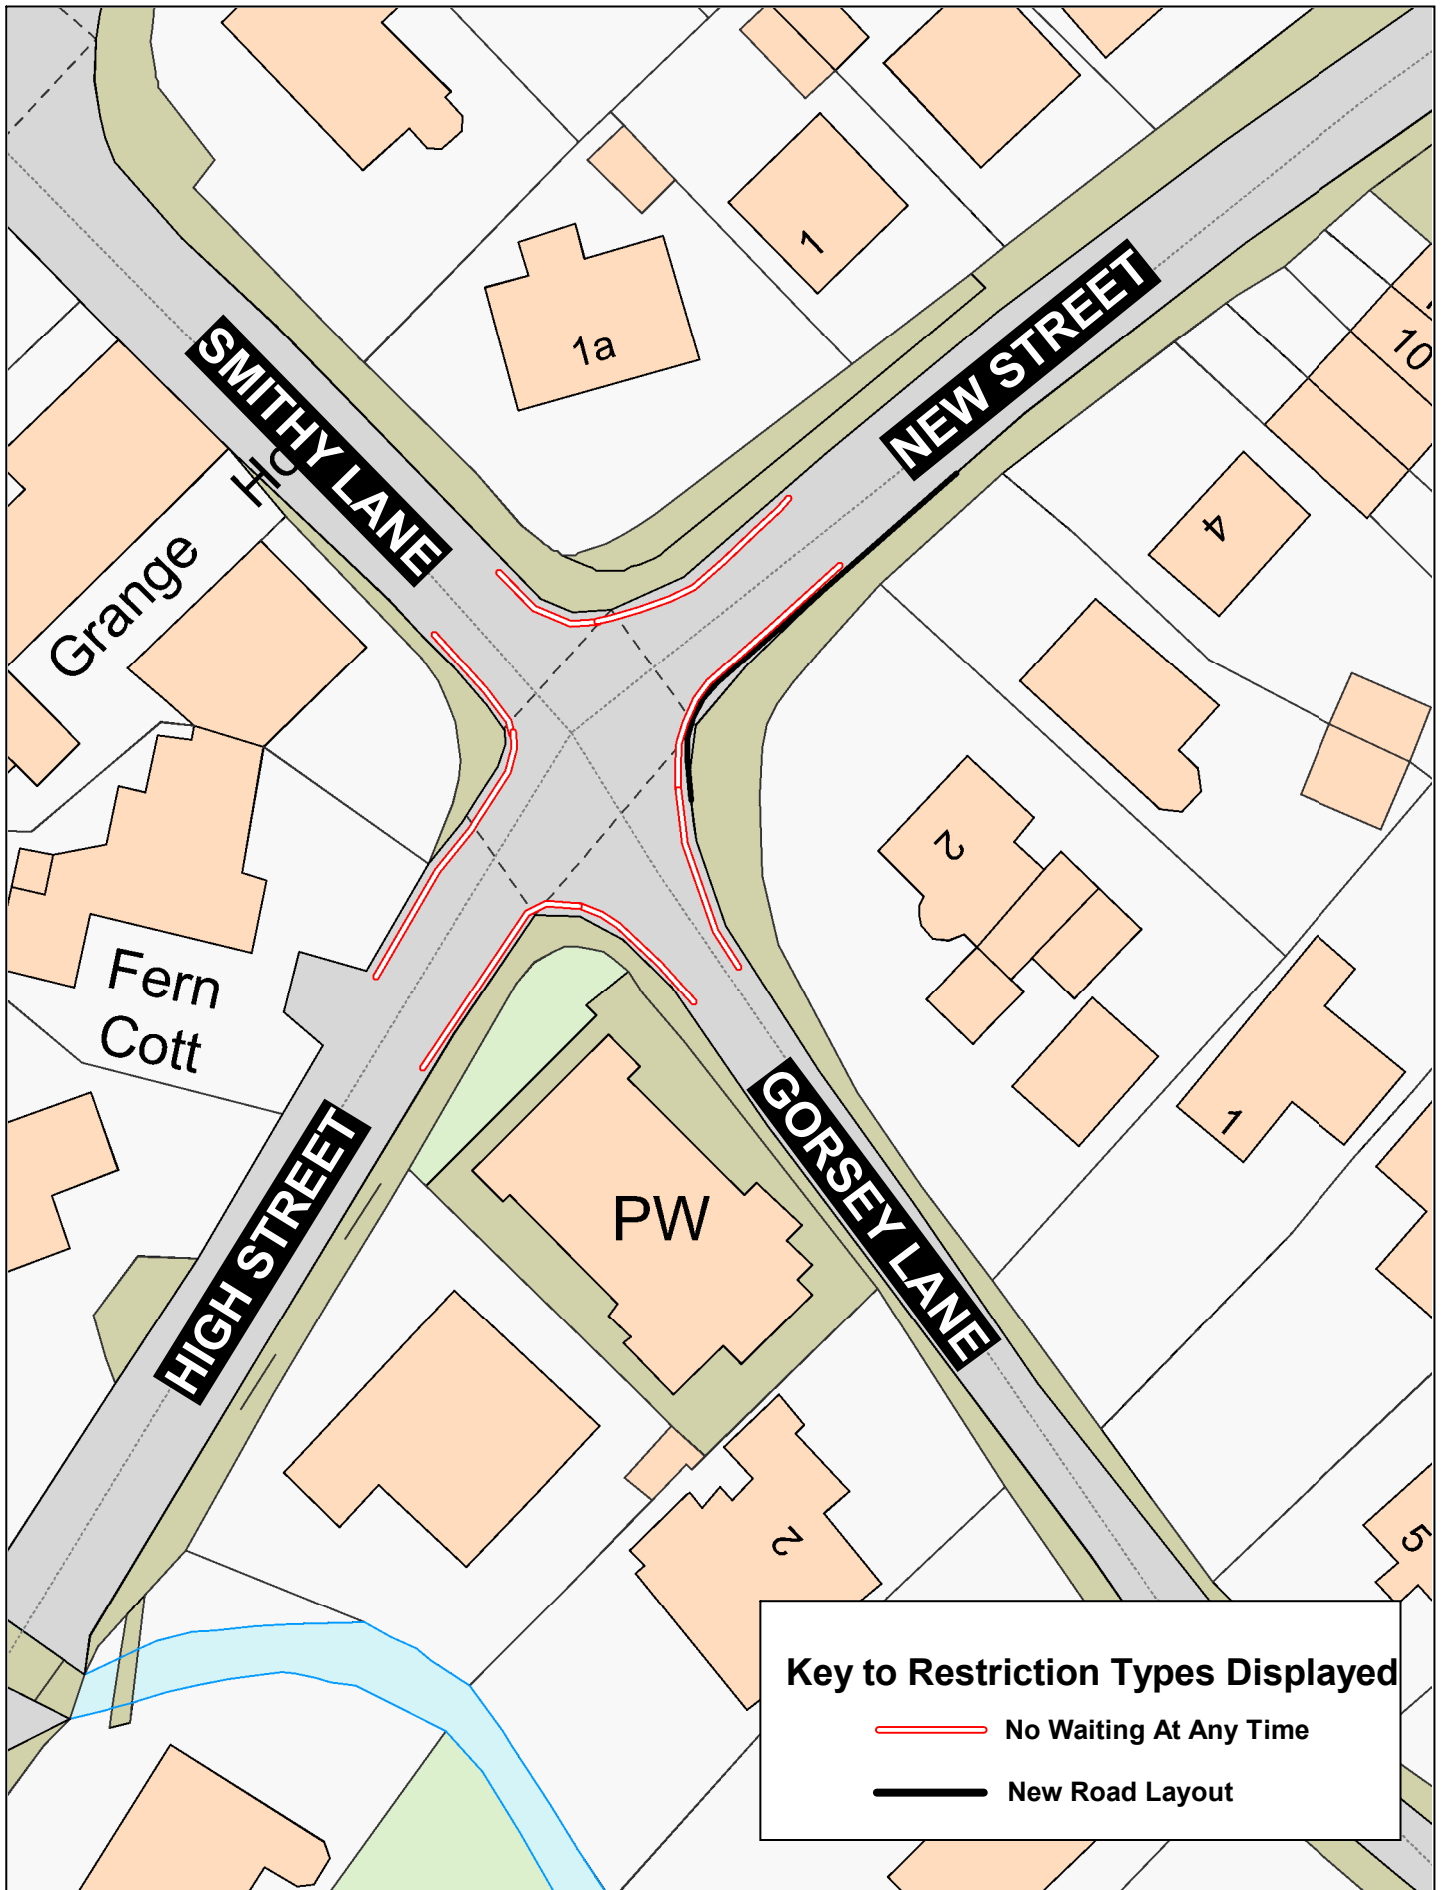 1
1a
NEW STREET
10
SMITHY LANE
Ho
Grange
4
2
Fern
Cott
1
GORSEY LANE
PW
HIGH STREET
2
5
Key to Restriction Types Displayed
No Waiting At Any Time
New Road Layout